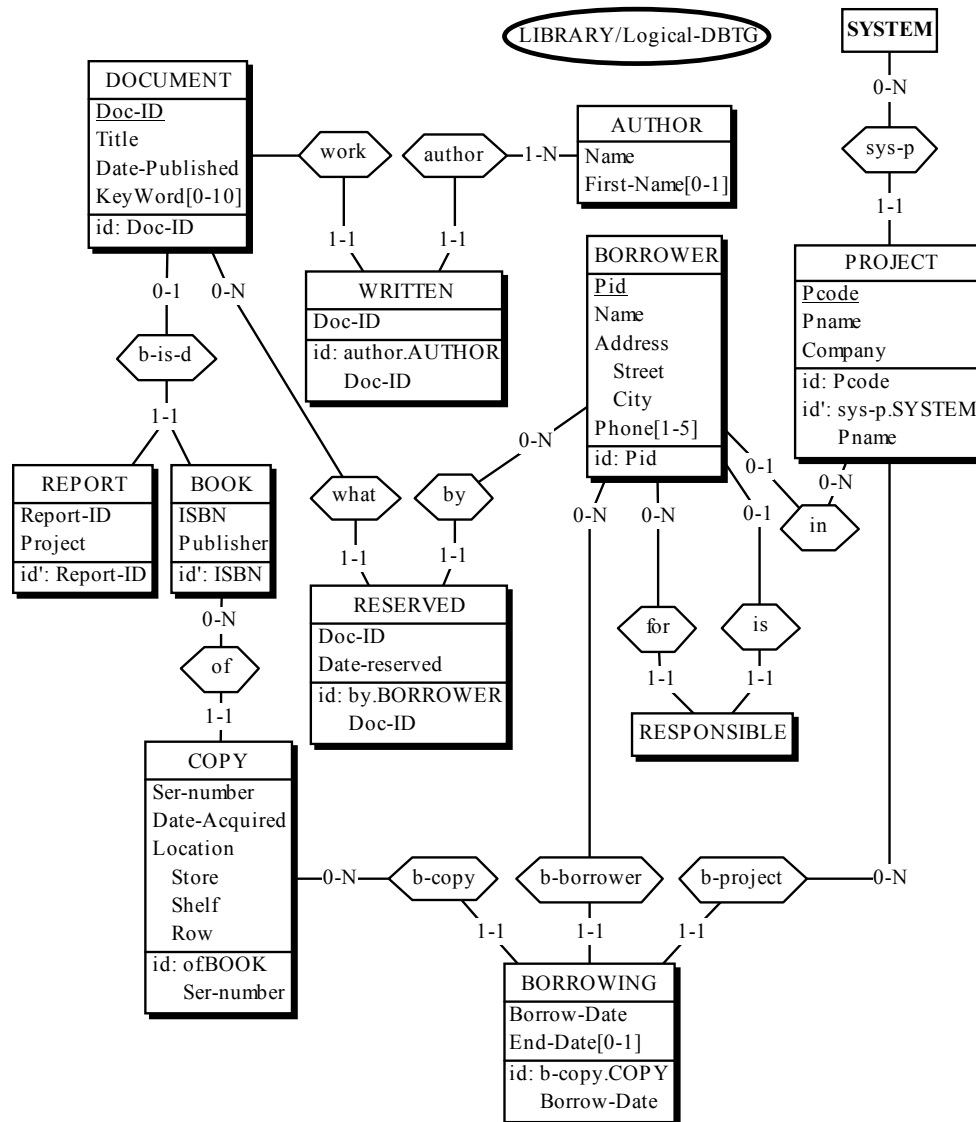 LIBRARY/Logical-DBTG
SYSTEM
0-N
sys-p
1-1
DOCUMENT
Doc-ID
Title
Date-Published
KeyWord[0-10]
id: Doc-ID
work
author
1-N
AUTHOR
Name
First-Name[0-1]
1-1
1-1
WRITTEN
Doc-ID
id: author.AUTHOR
Doc-ID
BORROWER
Pid
Name
Address
Street
City
Phone[1-5]
id: Pid
PROJECT
Pcode
Pname
Company
id: Pcode
id': sys-p.SYSTEM
Pname
0-1
0-N
b-is-d
1-1
REPORT
Report-ID
Project
id': Report-ID
BOOK
ISBN
Publisher
id': ISBN
what
by
0-N
1-1
1-1
0-N
0-N
0-1
0-1
0-N
in
for
is
1-1
1-1
RESPONSIBLE
RESERVED
Doc-ID
Date-reserved
id: by.BORROWER
Doc-ID
0-N
of
1-1
COPY
Ser-number
Date-Acquired
Location
Store
Shelf
Row
id: of.BOOK
Ser-number
0-N
b-copy
b-borrower
b-project
0-N
1-1
1-1
1-1
BORROWING
Borrow-Date
End-Date[0-1]
id: b-copy.COPY
Borrow-Date